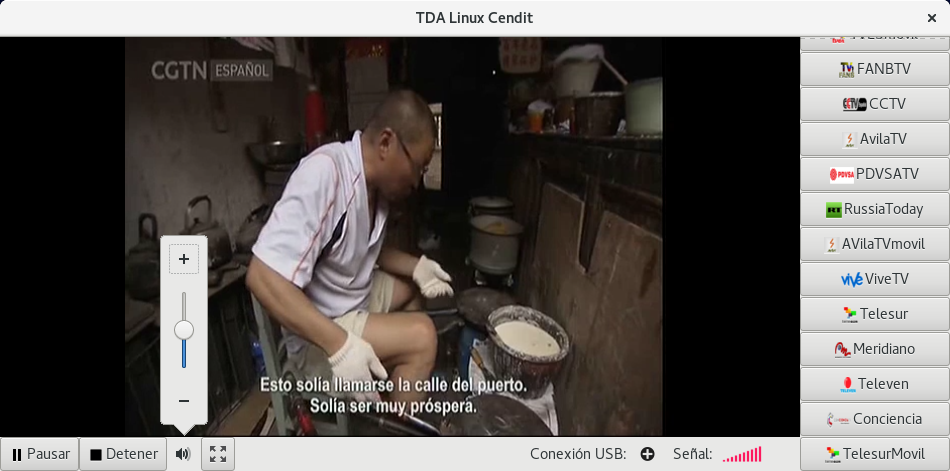 TDA Linux Cendit
CGTN ESPAÑOL
FANBTV
CCTV
AvilaTV
PDVSATV
RussiaToday
AVilaTVmovil
ViveTV
Telesur
Meridiano
Televen
Conciencia
TelesurMovil
Esto solía llamarse la calle del puerto.
Solía ser muy próspera.
Pausar
Detener
Conexión USB:
Señal: